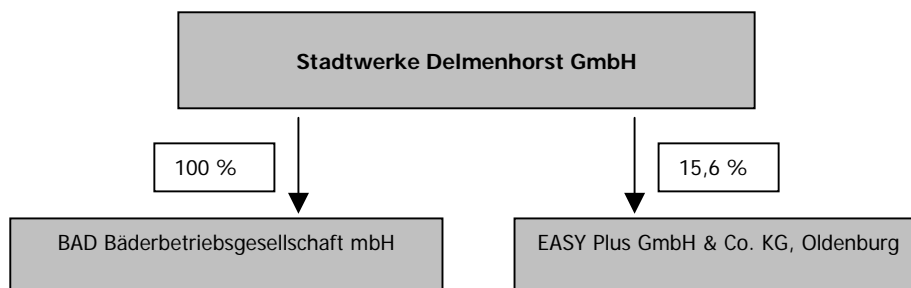 Stadtwerke Delmenhorst GmbH
100 %
15,6 %
BAD Bäderbetriebsgesellschaft mbH
EASY Plus GmbH & Co. KG, Oldenburg